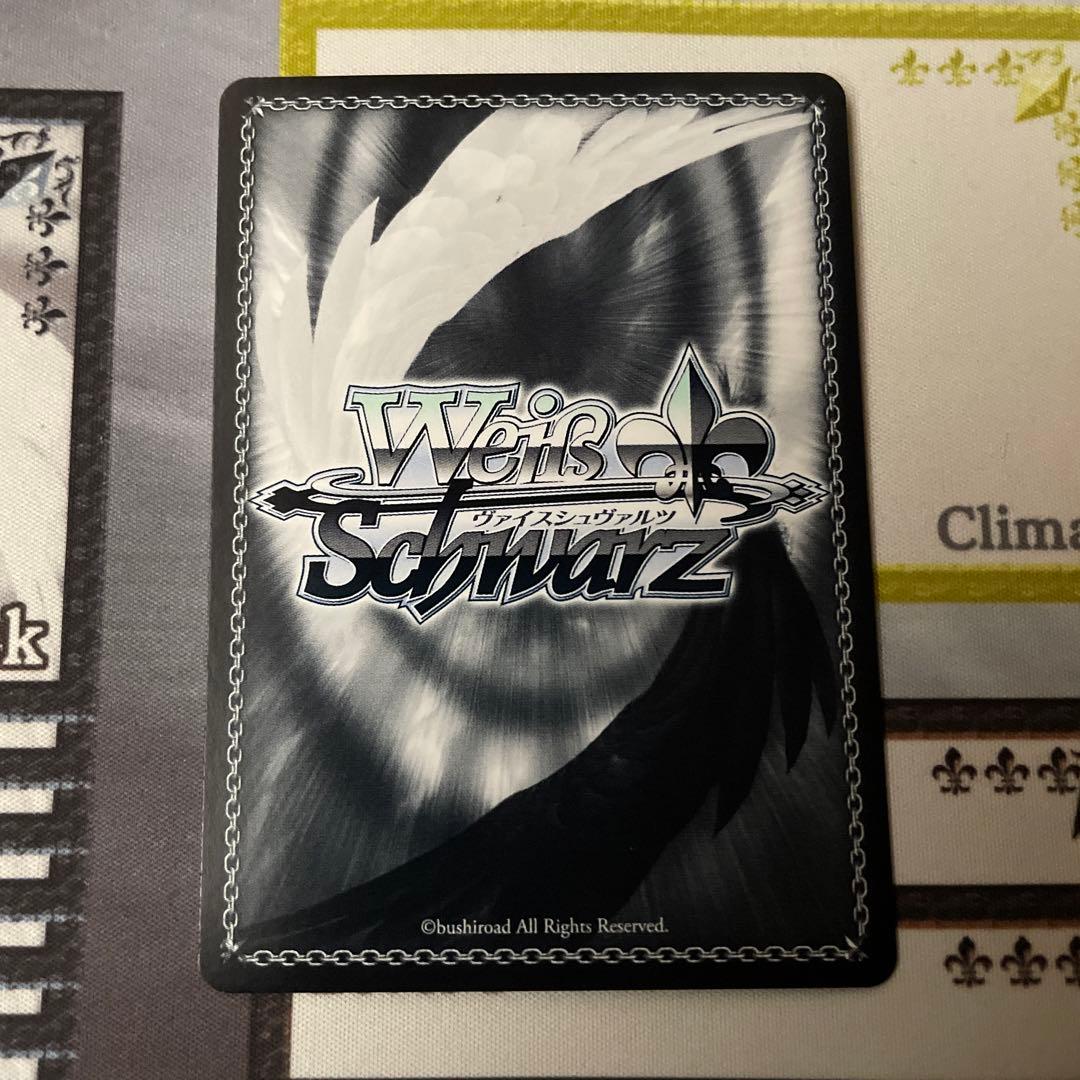 Weiß
ヴァイスシュヴァルツ
Schwarz
©bushiroad All Rights Reserved.
Clima
k